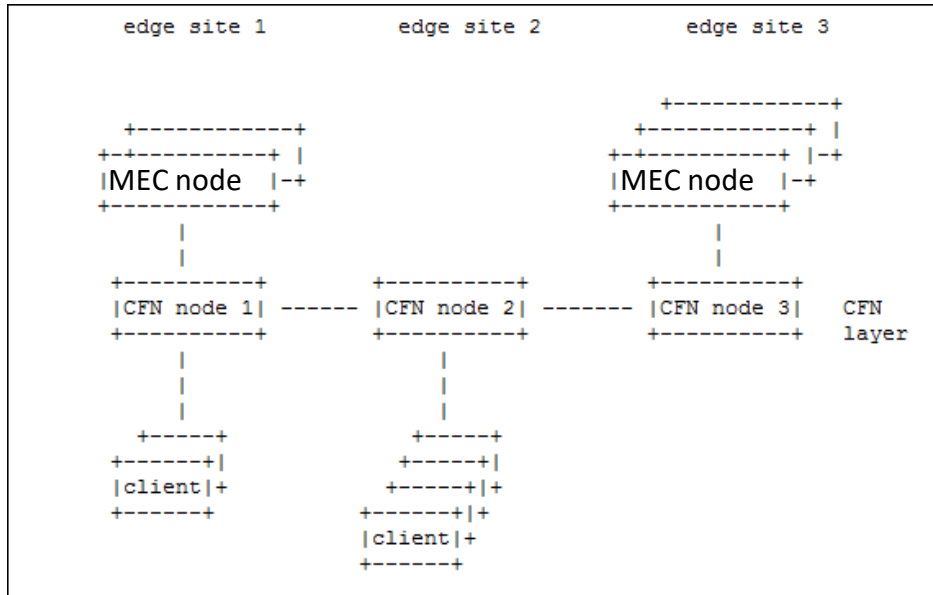 edge site 1 edge site 2 edge site 3
MEC node MEC node
CFN node 1 CFN node 2 CFN node 3 CFN
layer
client
client